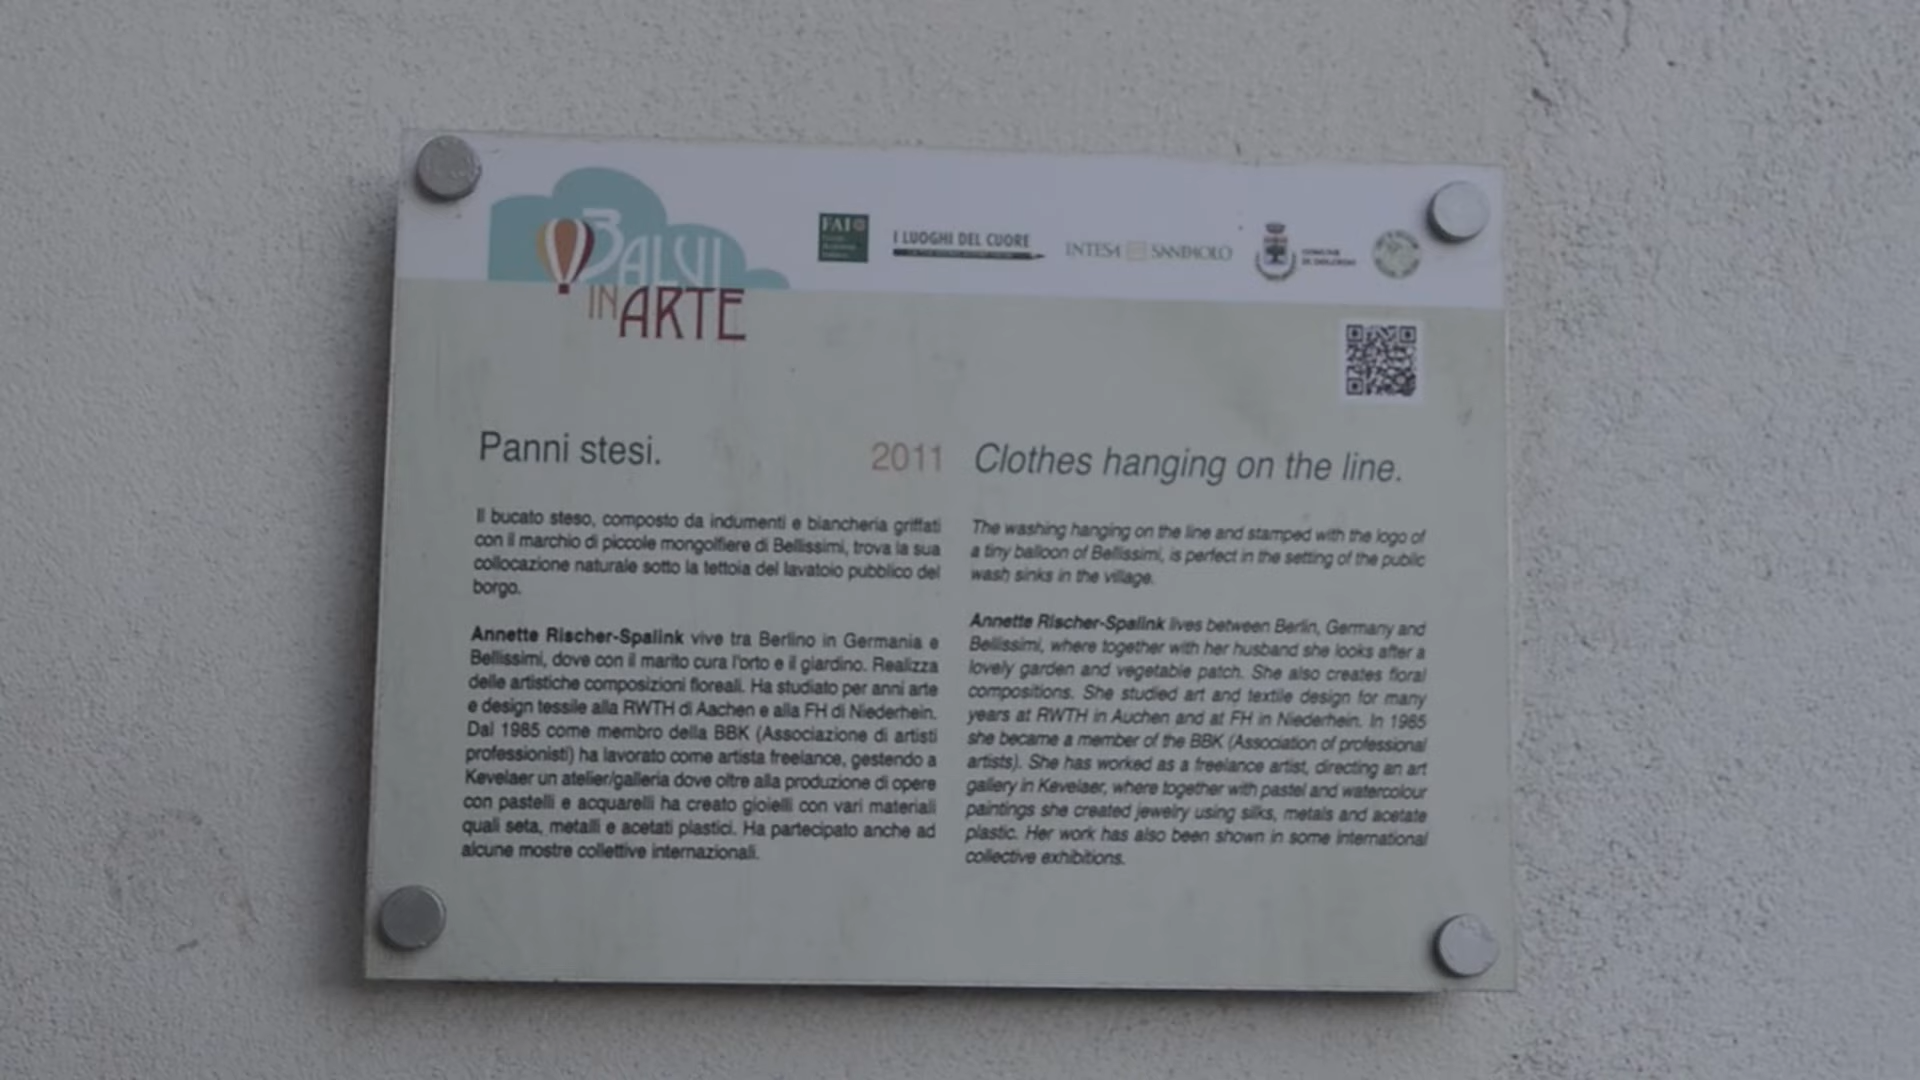 BALVI
IN ARTE
FAI
I LUOGHI DEL CUORE
INTESA SANPAOLO
COMUNE
Panni stesi.
2011
Il bucato steso, composto da indumenti e biancheria griffati
con il marchio di piccole mongolfiere di Bellissimi, trova la sua
collocazione naturale sotto la tettoia del lavatoio pubblico del
borgo.
Annette Rischer-Spalink vive tra Berlino in Germania e
Bellissimi, dove con il marito cura l'orto e il giardino. Realizza
delle artistiche composizioni floreali. Ha studiato per anni arte
e design tessile alla RWTH di Aachen e alla FH di Niederhein.
Dal 1985 come membro della BBK (Associazione di artisti
professionisti) ha lavorato come artista freelance, gestendo a
Kevelaer un atelier/galleria dove oltre alla produzione di opere
con pastelli e acquarelli ha creato gioielli con vari materiali
quali seta, metalli e acetati plastici. Ha partecipato anche ad
alcune mostre collettive internazionali.
Clothes hanging on the line.
The washing hanging on the line and stamped with the logo of
a tiny balloon of Bellissimi, is perfect in the setting of the public
wash sinks in the village.
Annette Rischer-Spalink lives between Berlin, Germany and
Bellissimi, where together with her husband she looks after a
lovely garden and vegetable patch. She also creates floral
compositions. She studied art and textile design for many
years at RWTH in Auchen and at FH in Niederhein. In 1985
she became a member of the BBK (Association of professional
artists). She has worked as a freelance artist, directing an art
gallery in Kevelaer, where together with pastel and watercolour
paintings she created jewelry using silks, metals and acetate
plastic. Her work has also been shown in some international
collective exhibitions.